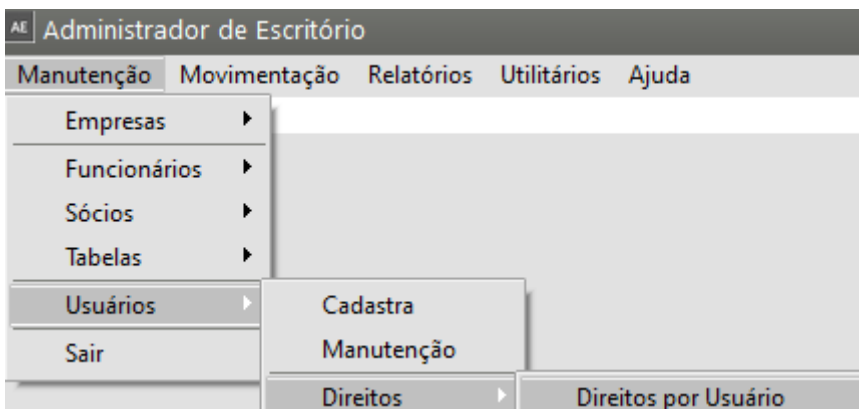 AE Administrador de Escritório
Manutenção Movimentação Relatórios Utilitários Ajuda
Empresas
Funcionários
Sócios
Tabelas
Usuários
Sair
Cadastra
Manutenção
Direitos
Direitos por Usuário